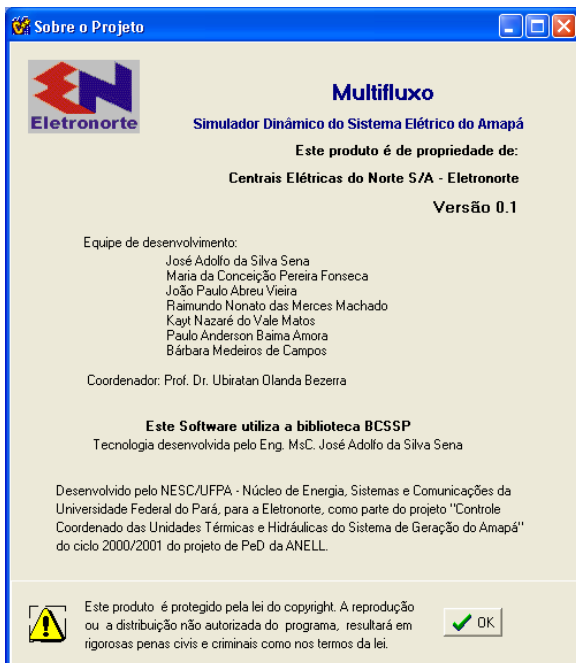 Sobre o Projeto
Eletronorte
Multifluxo
Simulador Dinâmico do Sistema Elétrico do Amapá
Este produto é de propriedade de:
Centrais Elétricas do Norte S/A - Eletronorte
Versão 0.1
Equipe de desenvolvimento:
José Adolfo da Silva Sena
Maria da Conceição Pereira Fonseca
João Paulo Abreu Vieira
Raimundo Nonato das Merces Machado
Kayt Nazaré do Vale Matos
Paulo Anderson Baima Amora
Bárbara Medeiros de Campos
Coordenador: Prof. Dr. Ubiratan Olanda Bezerra
Este Software utiliza a biblioteca BCSSP
Tecnologia desenvolvida pelo Eng. MsC. José Adolfo da Silva Sena
Desenvolvido pelo NESC/UFPA - Núcleo de Energia, Sistemas e Comunicações da
Universidade Federal do Pará, para a Eletronorte, como parte do projeto "Controle
Coordenado das Unidades Térmicas e Hidráulicas do Sistema de Geração do Amapá"
do ciclo 2000/2001 do projeto de PeD da ANELL.
Este produto é protegido pela lei do copyright. A reprodução
ou a distribuição não autorizada do programa, resultará em
rigorosas penas civis e criminais como nos termos da lei.
OK